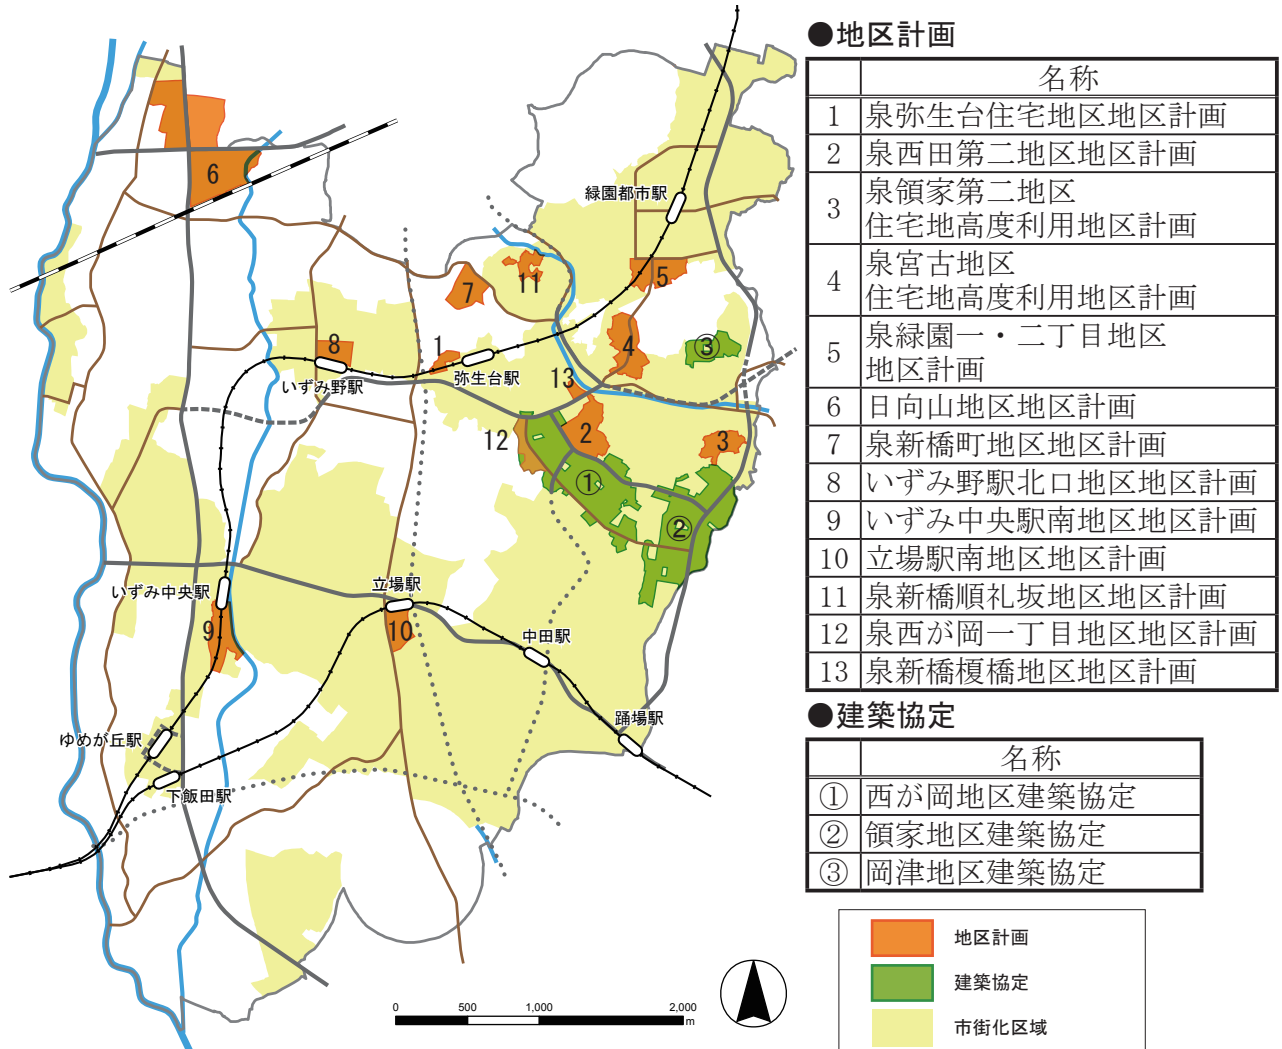 6
緑園都市駅
11
7
5
4
③
8
1
いずみ野駅
弥生台駅
13
12
2
3
①
②
いずみ中央駅
立場駅
9
10
中田駅
踊場駅
ゆめが丘駅
下飯田駅
0 500 1,000 2,000
m
●地区計画
名称
1 泉弥生台住宅地区地区計画
2 泉西田第二地区地区計画
3 泉領家第二地区
住宅地高度利用地区計画
4 泉宮古地区
住宅地高度利用地区計画
5 泉緑園一・二丁目地区
地区計画
6 日向山地区地区計画
7 泉新橋町地区地区計画
8 いずみ野駅北口地区地区計画
9 いずみ中央駅南地区地区計画
10 立場駅南地区地区計画
11 泉新橋順礼坂地区地区計画
12 泉西が岡一丁目地区地区計画
13 泉新橋榎橋地区地区計画
●建築協定
名称
① 西が岡地区建築協定
② 領家地区建築協定
③ 岡津地区建築協定
地区計画
建築協定
市街化区域